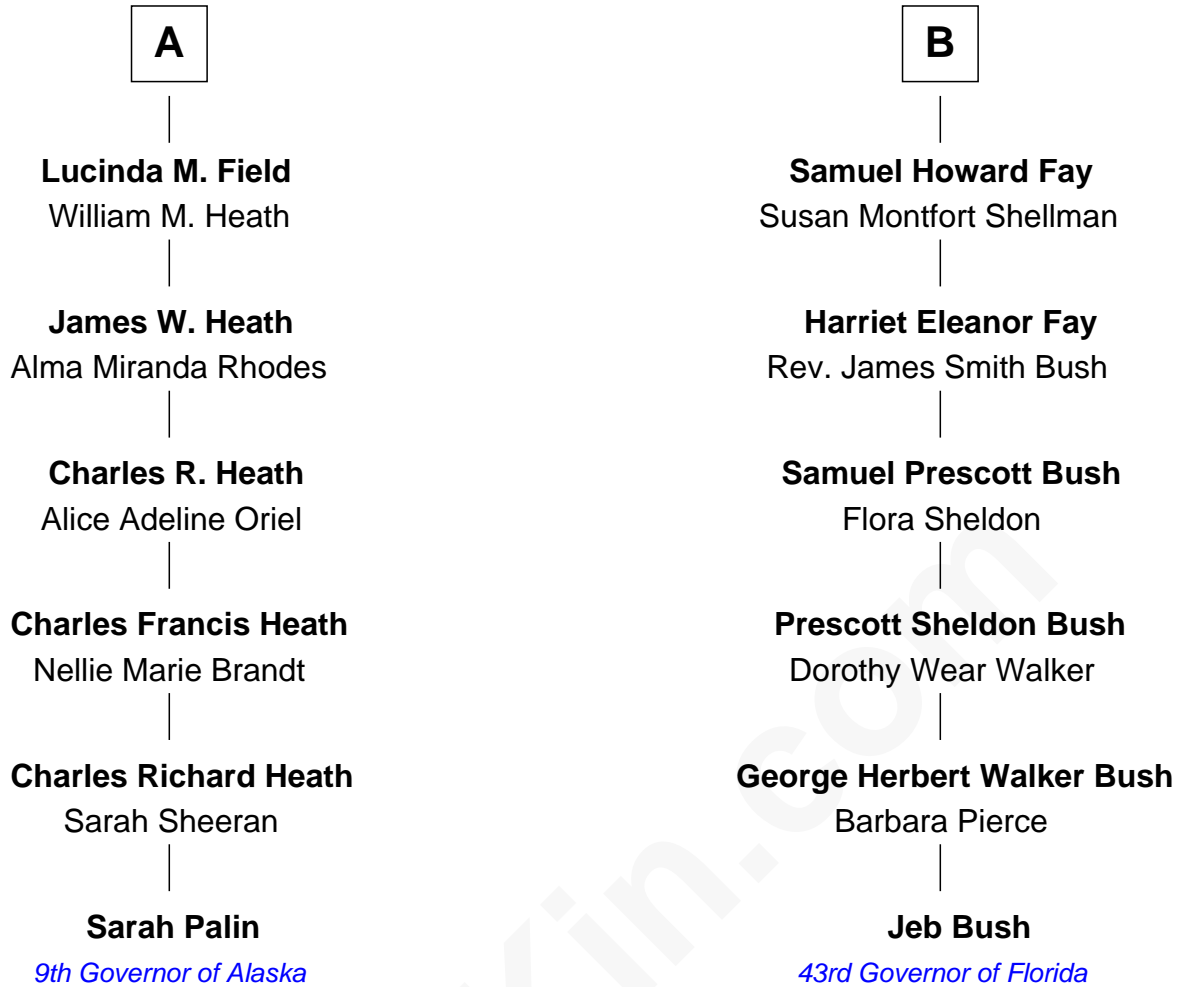 A
Lucinda M. Field
William M. Heath
James W. Heath
Alma Miranda Rhodes
Charles R. Heath
Alice Adeline Oriel
Charles Francis Heath
Nellie Marie Brandt
Charles Richard Heath
Sarah Sheeran
Sarah Palin
9th Governor of Alaska
B
Samuel Howard Fay
Susan Montfort Shellman
Harriet Eleanor Fay
Rev. James Smith Bush
Samuel Prescott Bush
Flora Sheldon
Prescott Sheldon Bush
Dorothy Wear Walker
George Herbert Walker Bush
Barbara Pierce
Jeb Bush
43rd Governor of Florida